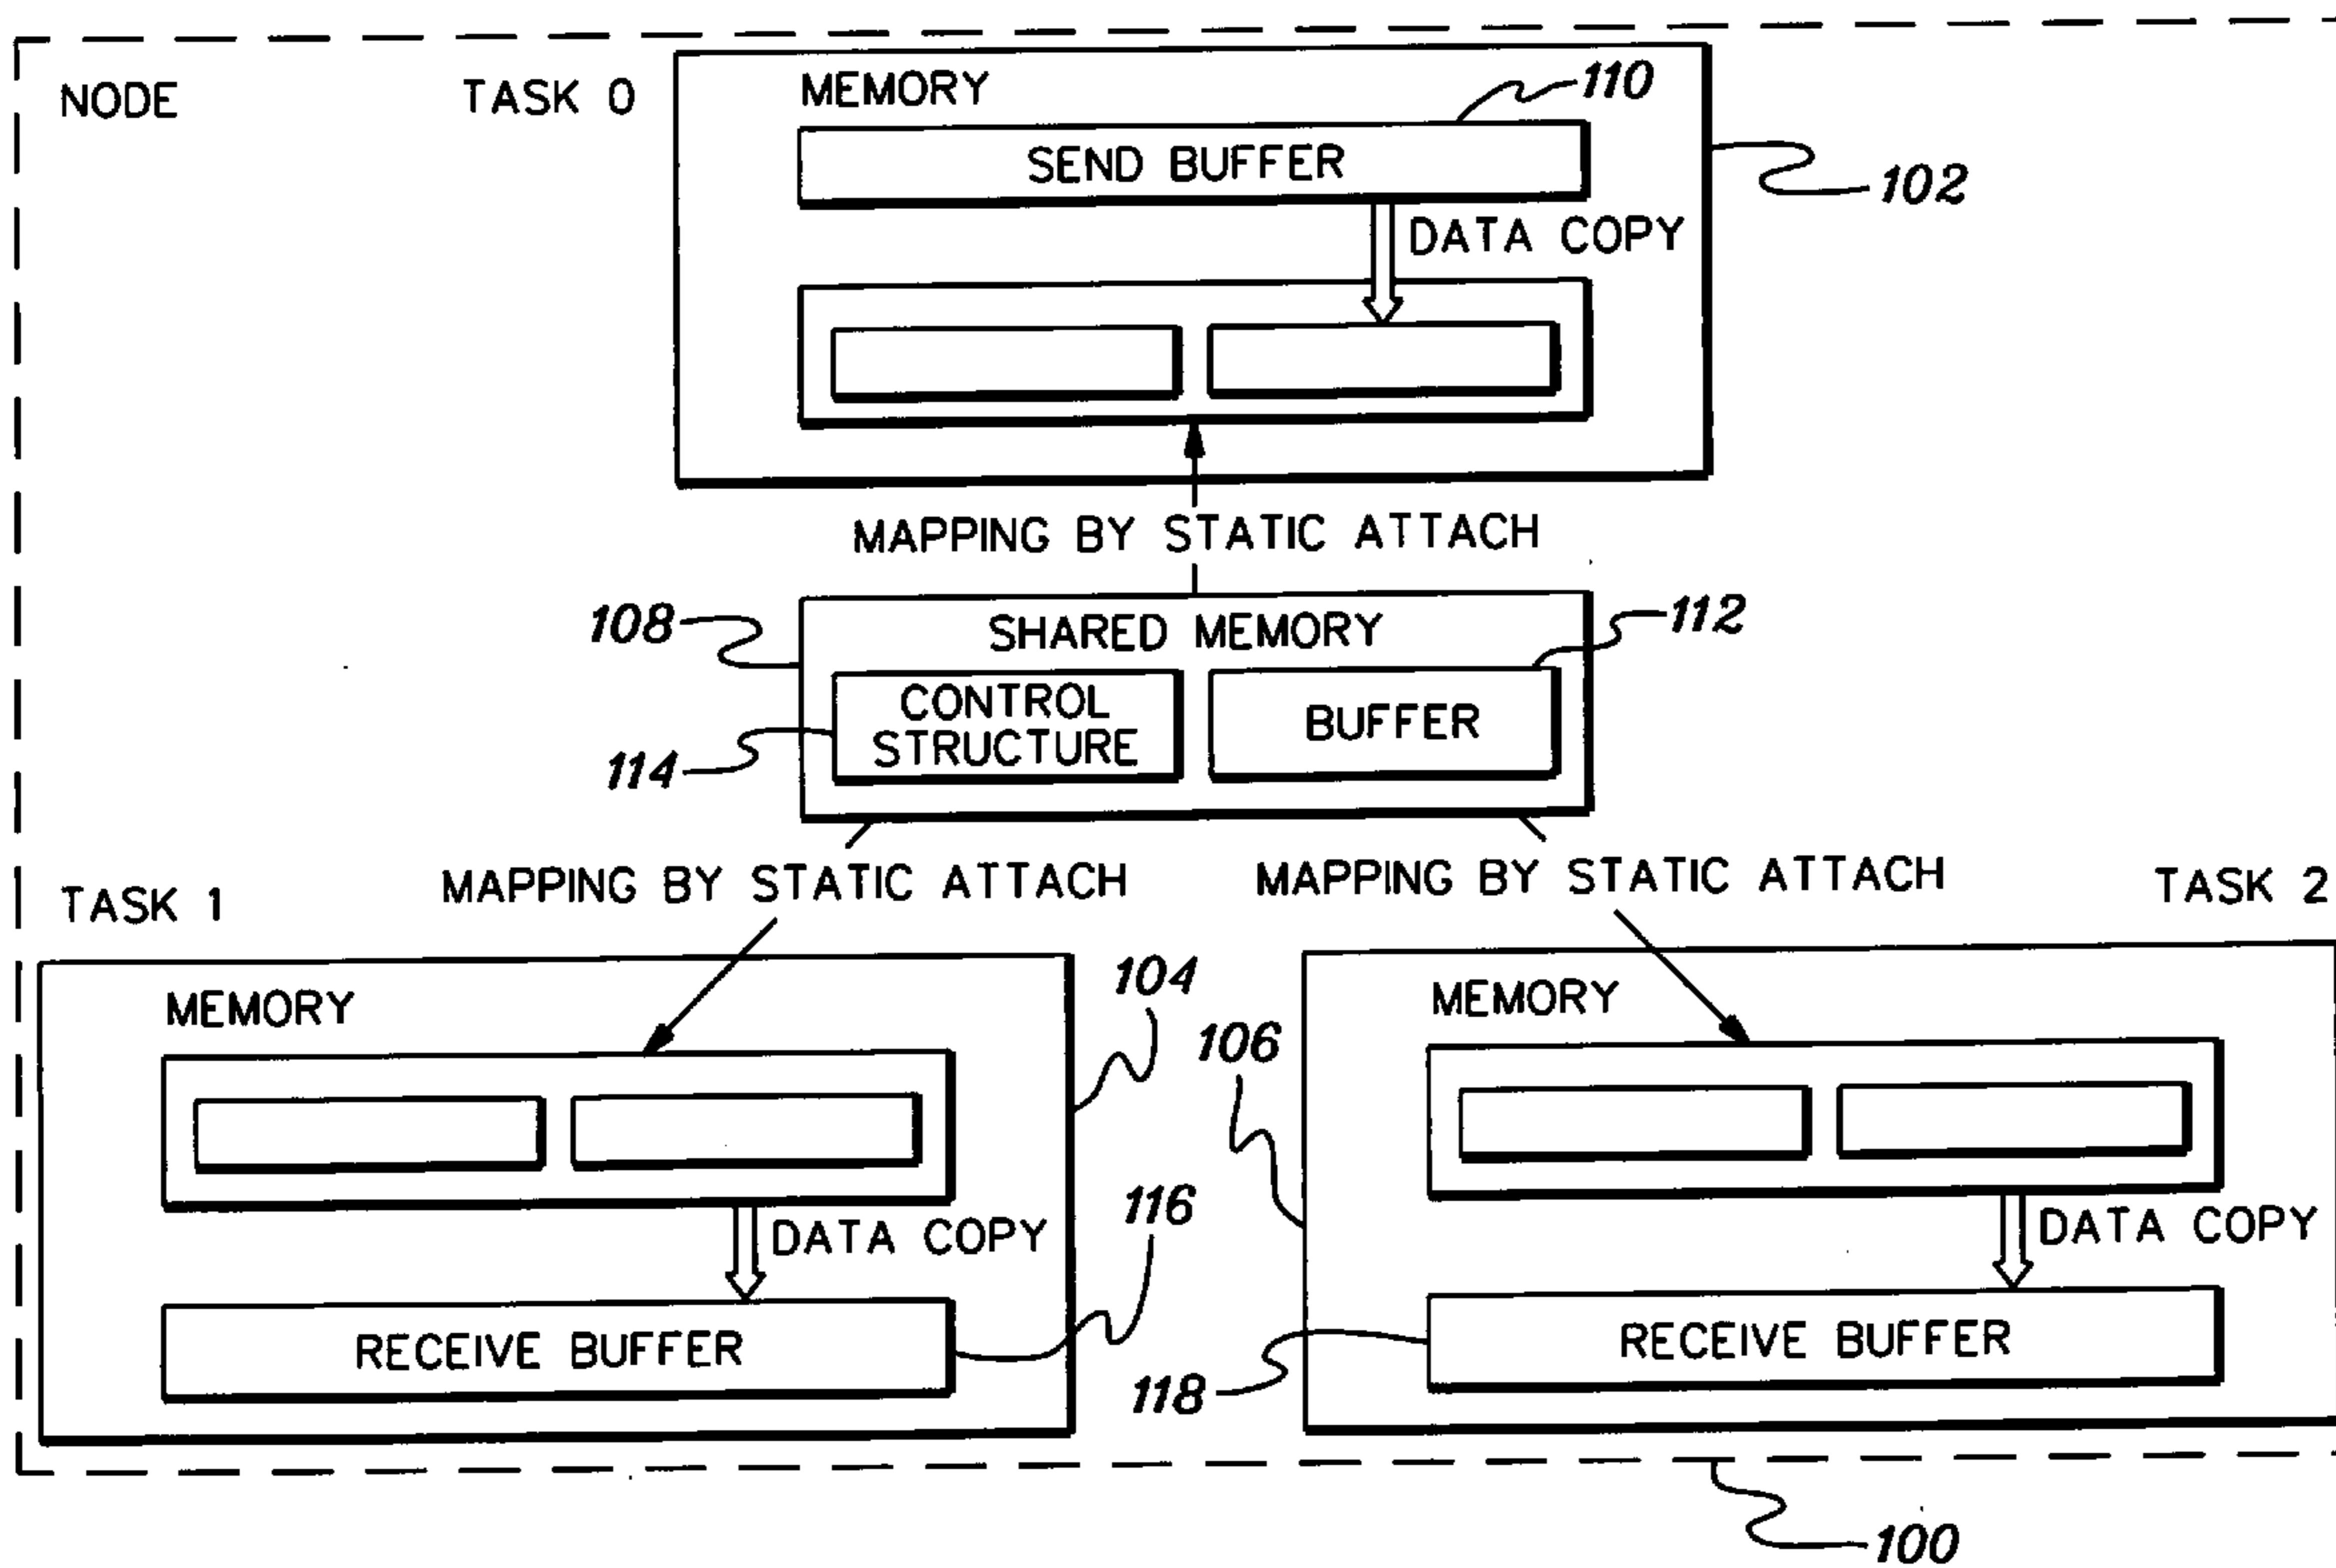 NODE
TASK 0
MEMORY
110
SEND BUFFER
102
DATA COPY
MAPPING BY STATIC ATTACH
108
SHARED MEMORY
112
CONTROL
STRUCTURE
BUFFER
114
MAPPING BY STATIC ATTACH
MAPPING BY STATIC ATTACH
TASK 1
TASK 2
MEMORY
104
106
MEMORY
DATA COPY
116
DATA COPY
RECEIVE BUFFER
118
RECEIVE BUFFER
100